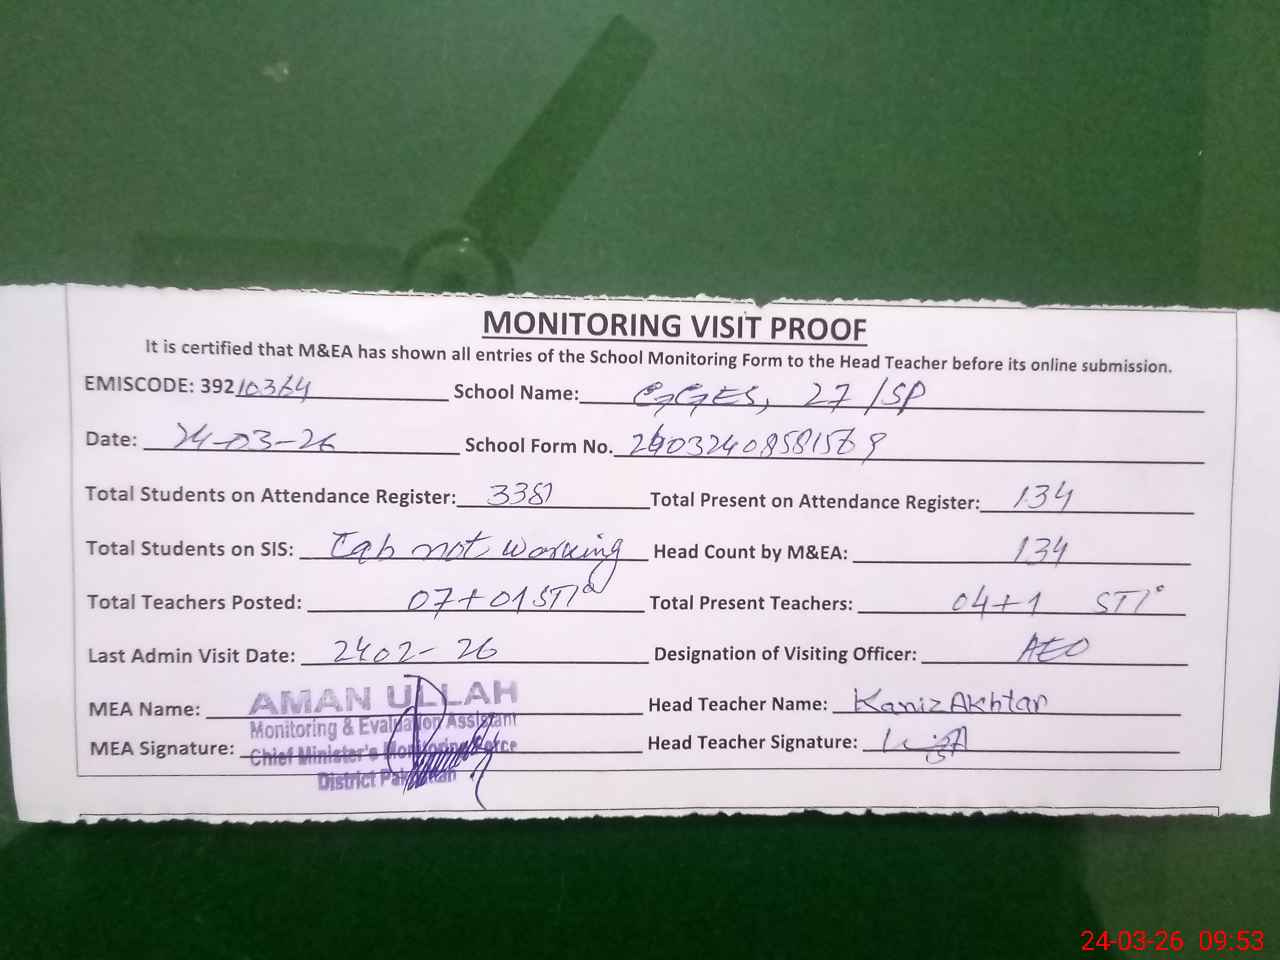 MONITORING VISIT PROOF
It is certified that M&EA has shown all entries of the School Monitoring Form to the Head Teacher before its online submission.
EMISCODE: 39210364 School Name: GGES, 27/SP
Date: 24-03-26 School Form No.
Total Students on Attendance Register: Total Present on Attendance Register: 134
Total Students on SIS: Tab not working Head Count by M&EA: 134
Total Teachers Posted: 07+01 STI Total Present Teachers: 04+1 STI
Last Admin Visit Date: 2402-26 Designation of Visiting Officer: AEO
MEA Name: AMAN ULLAH Head Teacher Name: Kaniz Akhtar
Monitoring & Evaluation Assistant
MEA Signature: Chief Minister's Monitoring Force Head Teacher Signature:
District Pakpattan
24-03-26 09:53